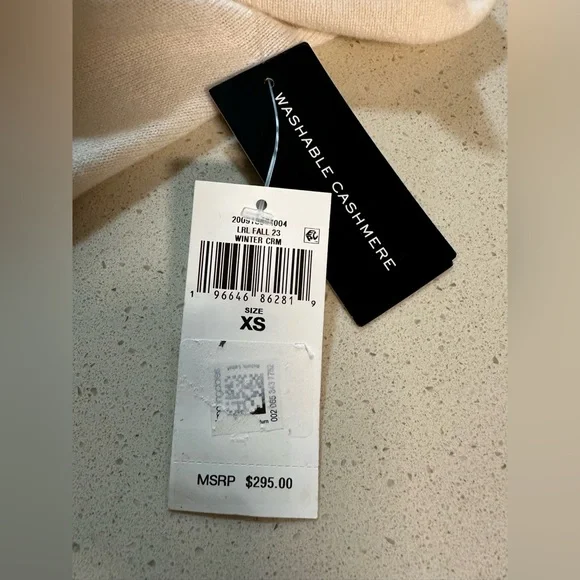 WASHABLE CASHMERE
LRL FALL 23
WINTER CRM
1 96646 86281 9
SIZE
XS
MSRP $295.00